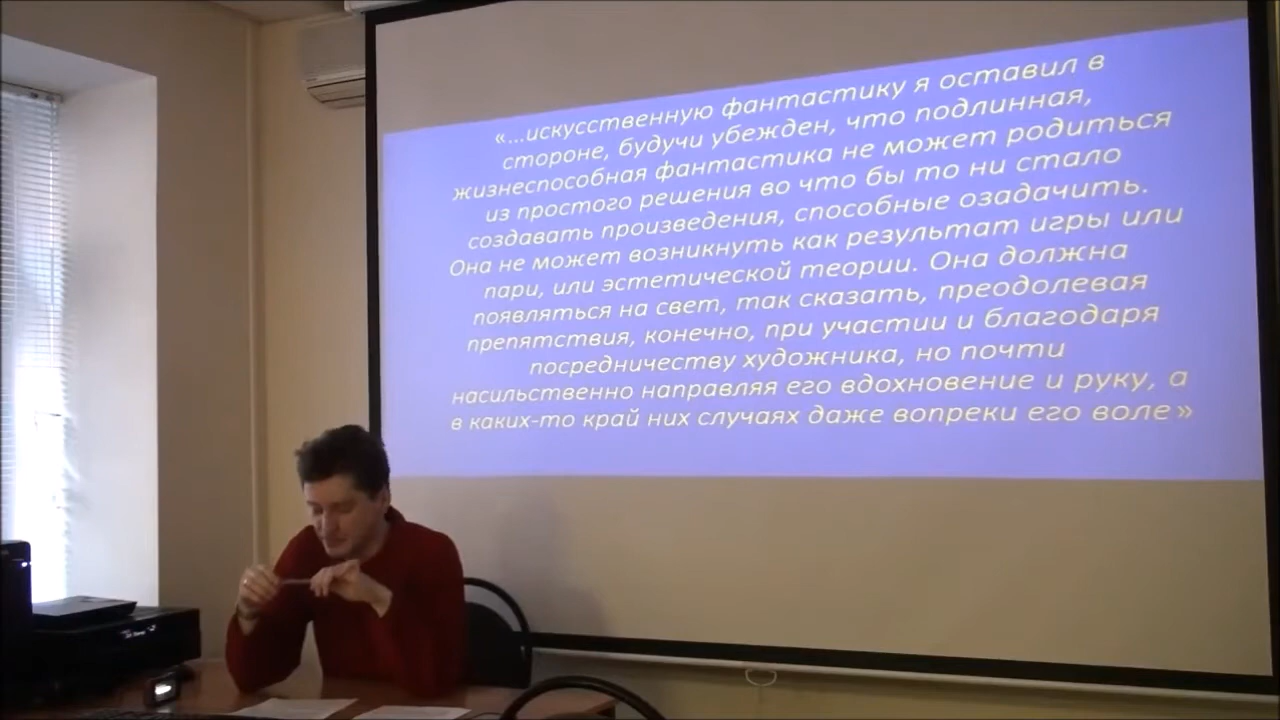 «...искусственную фантастику я оставил в
стороне, будучи убежден, что подлинная,
жизнеспособная фантастика не может родиться
из простого решения во что бы то ни стало
создавать произведения, способные озадачить.
Она не может возникнуть как результат игры или
пари, или эстетической теории. Она должна
появляться на свет, так сказать, преодолевая
препятствия, конечно, при участии и благодаря
посредничеству художника, но почти
насильственно направляя его вдохновение и руку, а
в каких-то край них случаях даже вопреки его воле»